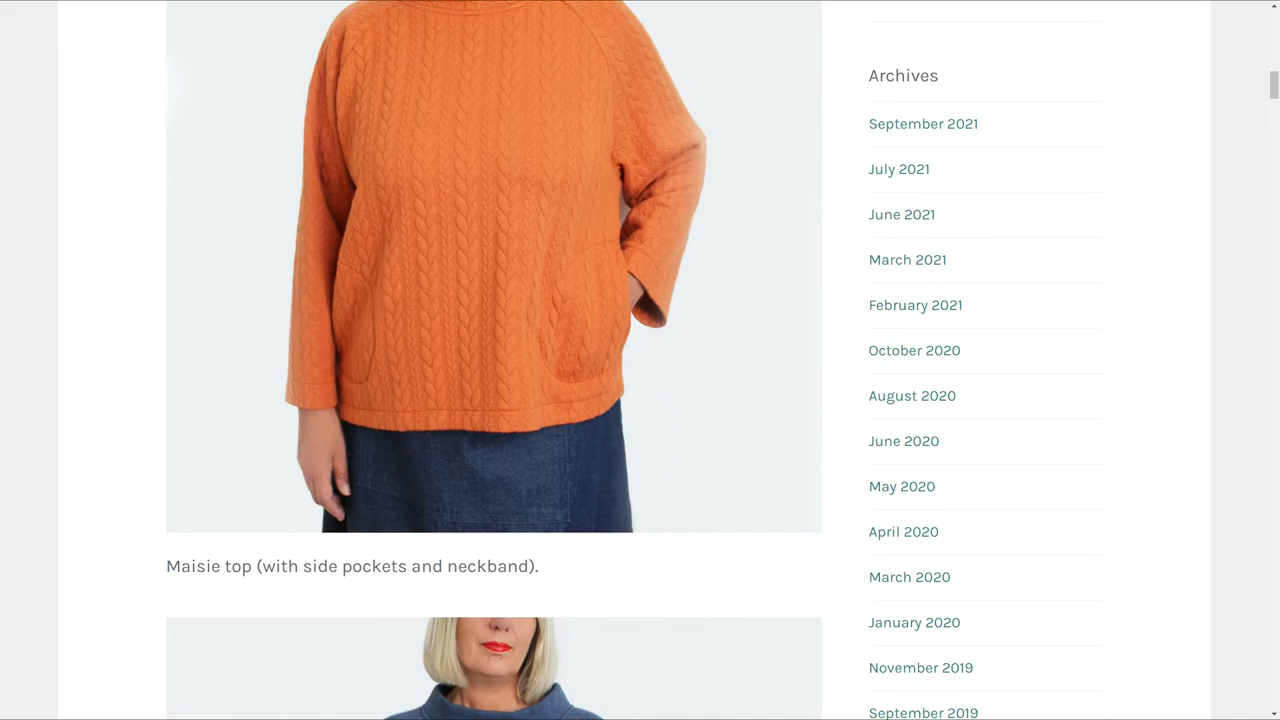 Maisie top (with side pockets and neckband).
Archives
September 2021
July 2021
June 2021
March 2021
February 2021
October 2020
August 2020
June 2020
May 2020
April 2020
March 2020
January 2020
November 2019
September 2019